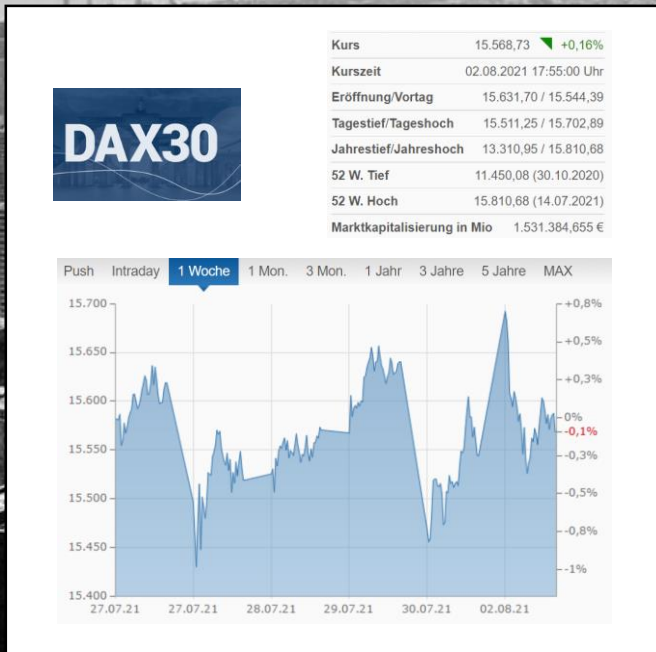 Kurs 15.568,73 +0,16%
Kurszeit 02.08.2021 17:55:00 Uhr
Eröffnung/Vortag 15.631,70 / 15.544,39
Tagestief/Tageshoch 15.511,25 / 15.702,89
Jahrestief/Jahreshoch 13.310,95 / 15.810,68
52 W. Tief 11.450,08 (30.10.2020)
52 W. Hoch 15.810,68 (14.07.2021)
Marktkapitalisierung in Mio 1.531.384,655 €
DAX30
Push Intraday 1 Woche 1 Mon. 3 Mon. 1 Jahr 3 Jahre 5 Jahre MAX
15.700 +0,8%
+0,5%
15.650
+0,3%
15.600
0%
-0,1%
15.550
-0,3%
15.500 -0,5%
-0,8%
15.450
-1%
15.400
27.07.21 27.07.21 28.07.21 29.07.21 30.07.21 02.08.21